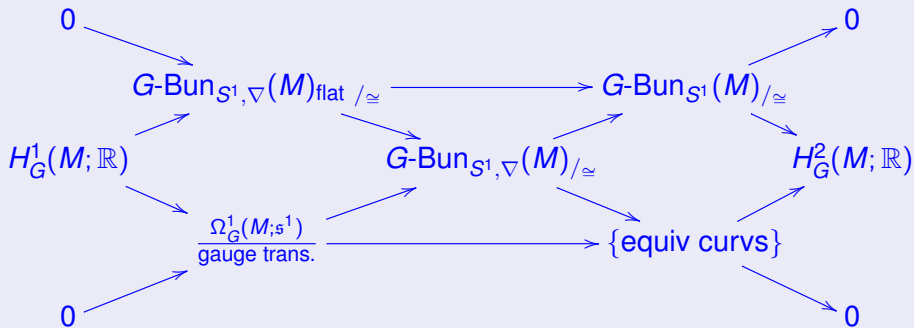 0 0
G-Bun_{S^1,∇}(M)_{flat /≅} G-Bun_{S^1}(M)_{/≅}
H^1_G(M;ℝ) G-Bun_{S^1,∇}(M)_{/≅} H^2_G(M;ℝ)
Ω^1_G(M;𝔰^1)
gauge trans. {equiv curvs}
0 0